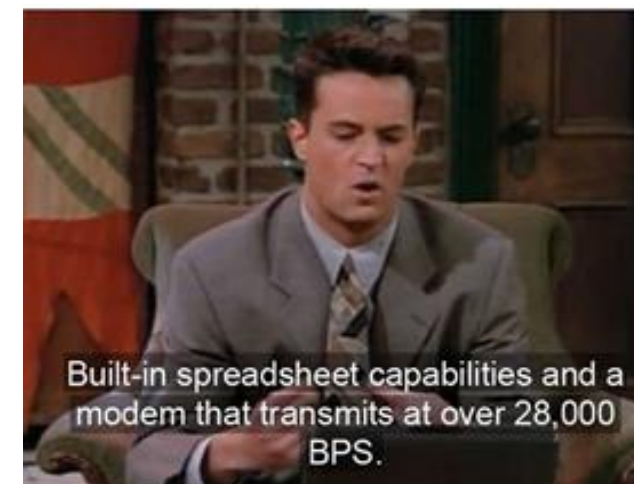 Built-in spreadsheet capabilities and a
modem that transmits at over 28,000
BPS.